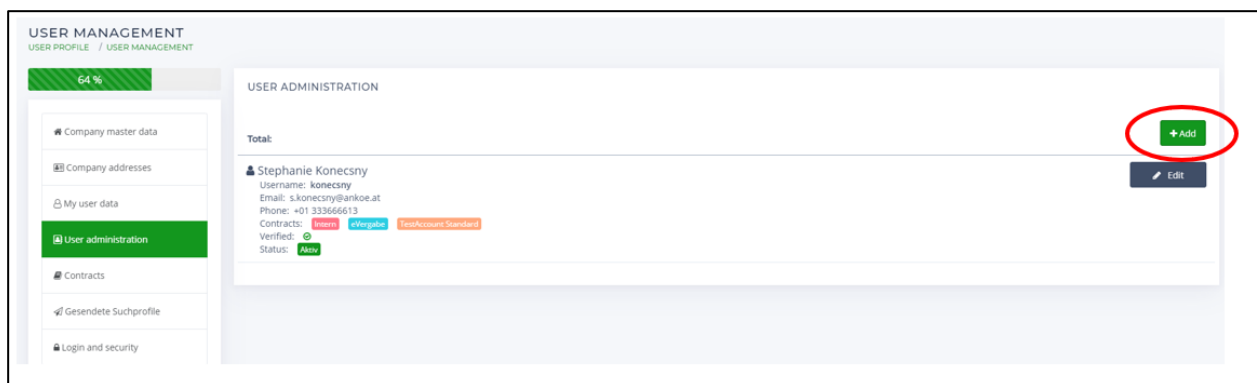 USER MANAGEMENT
USER PROFILE / USER MANAGEMENT
64 %
Company master data
Company addresses
My user data
User administration
Contracts
Gesendete Suchprofile
Login and security
USER ADMINISTRATION
Total:
+ Add
Stephanie Konecsny
Edit
Username: konecsny
Email: s.konecsny@ankoe.at
Phone: +01 333666613
Contracts: Intern eVergabe TestAccount Standard
Verified:
Status: Aktiv